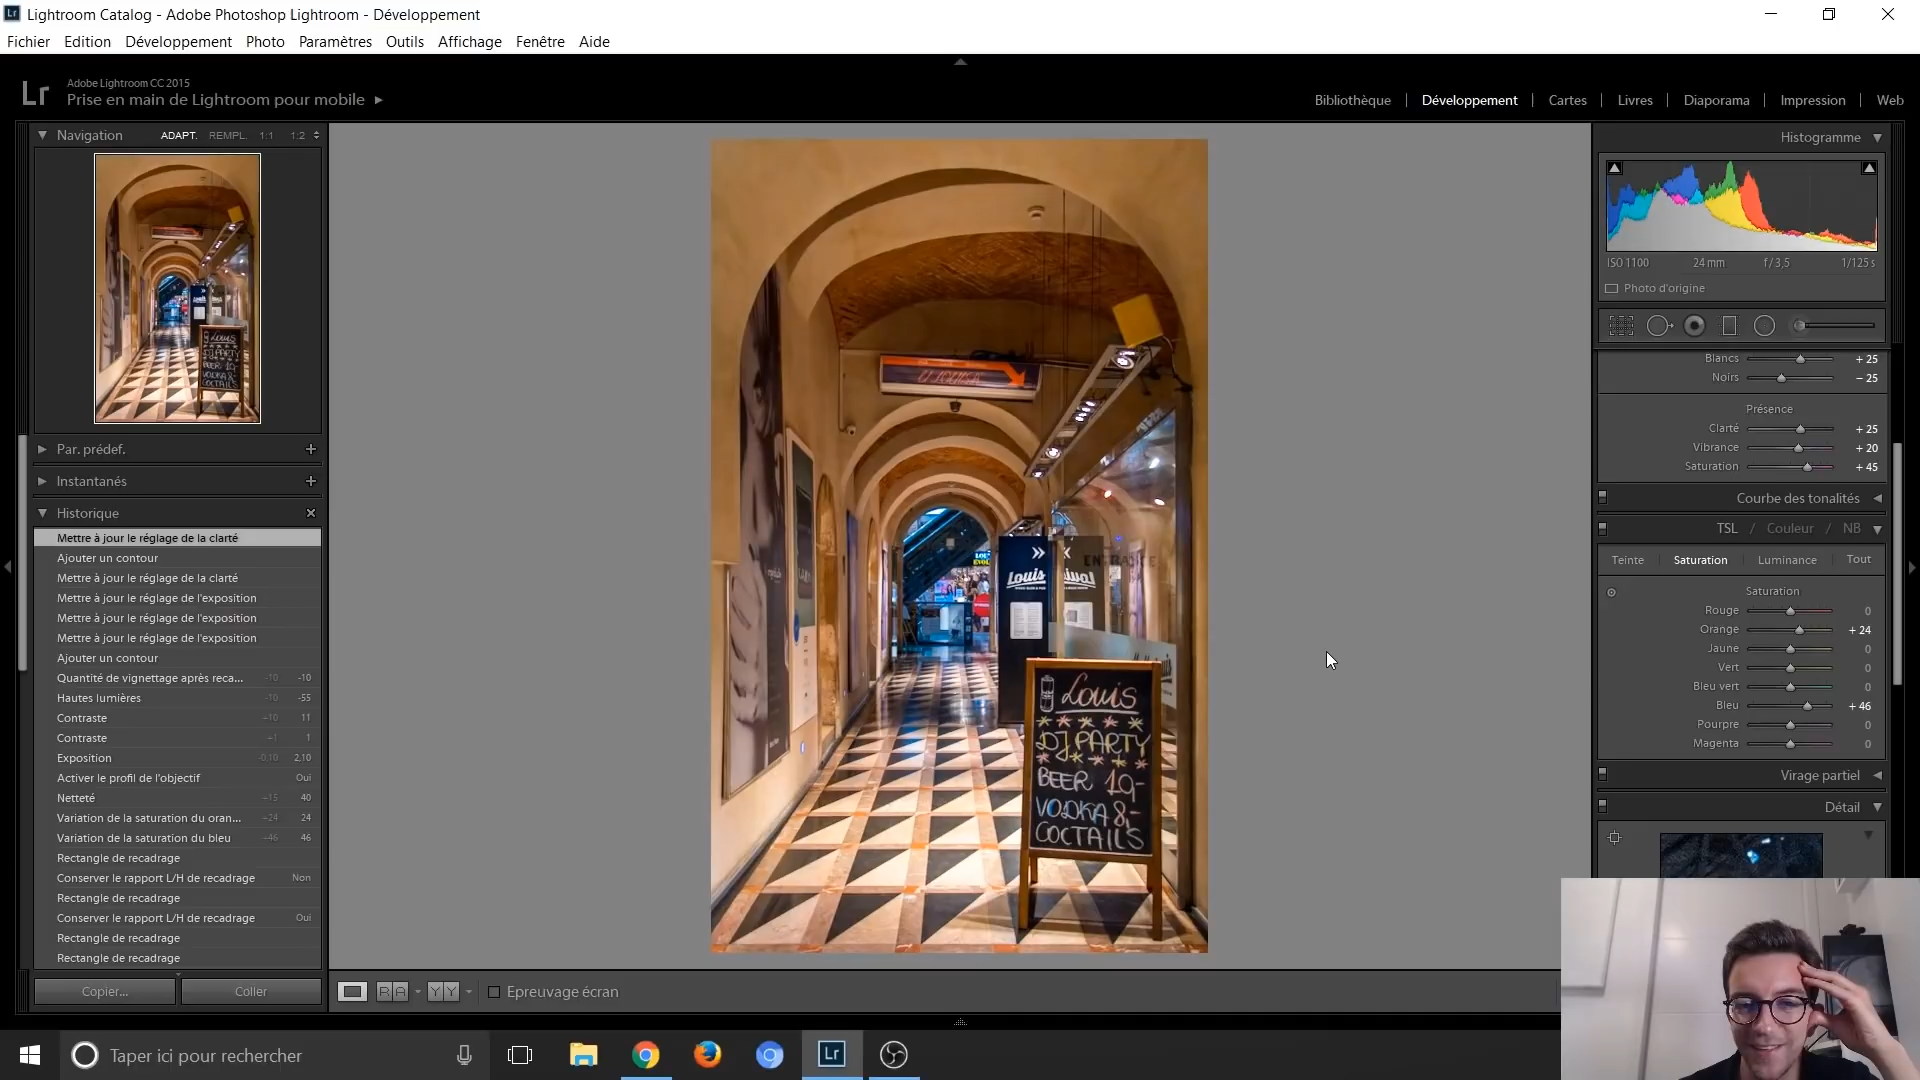 Lightroom Catalog - Adobe Photoshop Lightroom - Développement
Fichier Edition Développement Photo Paramètres Outils Affichage Fenêtre Aide
Lr
Adobe Lightroom CC 2015
Prise en main de Lightroom pour mobile
Bibliothèque | Développement | Cartes | Livres | Diaporama | Impression | Web
Navigation ADAPT. REMPL. 1:1 1:2
Par. prédef.
Instantanés
Historique
Mettre à jour le réglage de la clarté
Ajouter un contour
Mettre à jour le réglage de la clarté
Mettre à jour le réglage de l'exposition
Mettre à jour le réglage de l'exposition
Mettre à jour le réglage de l'exposition
Ajouter un contour
Quantité de vignettage après reca... -10 -10
Hautes lumières -10 -55
Contraste +10 11
Contraste +1 1
Exposition -0,10 2,10
Activer le profil de l'objectif Oui
Netteté +15 40
Variation de la saturation du oran... +24 24
Variation de la saturation du bleu +46 46
Rectangle de recadrage
Conserver le rapport L/H de recadrage Non
Rectangle de recadrage
Conserver le rapport L/H de recadrage Oui
Rectangle de recadrage
Rectangle de recadrage
Copier...
Coller
ENTRANCE
Louis
Louis
DJ PARTY
BEER 19-
VODKA 8,-
COCTAILS
R A Y Y Epreuvage écran
Histogramme
ISO 1100 24 mm f / 3,5 1/125 s
Photo d'origine
Blancs + 25
Noirs - 25
Présence
Clarté + 25
Vibrance + 20
Saturation + 45
Courbe des tonalités
TSL / Couleur / NB
Teinte Saturation Luminance Tout
Saturation
Rouge 0
Orange + 24
Jaune 0
Vert 0
Bleu vert 0
Bleu + 46
Pourpre 0
Magenta 0
Virage partiel
Détail
Taper ici pour rechercher
Lr